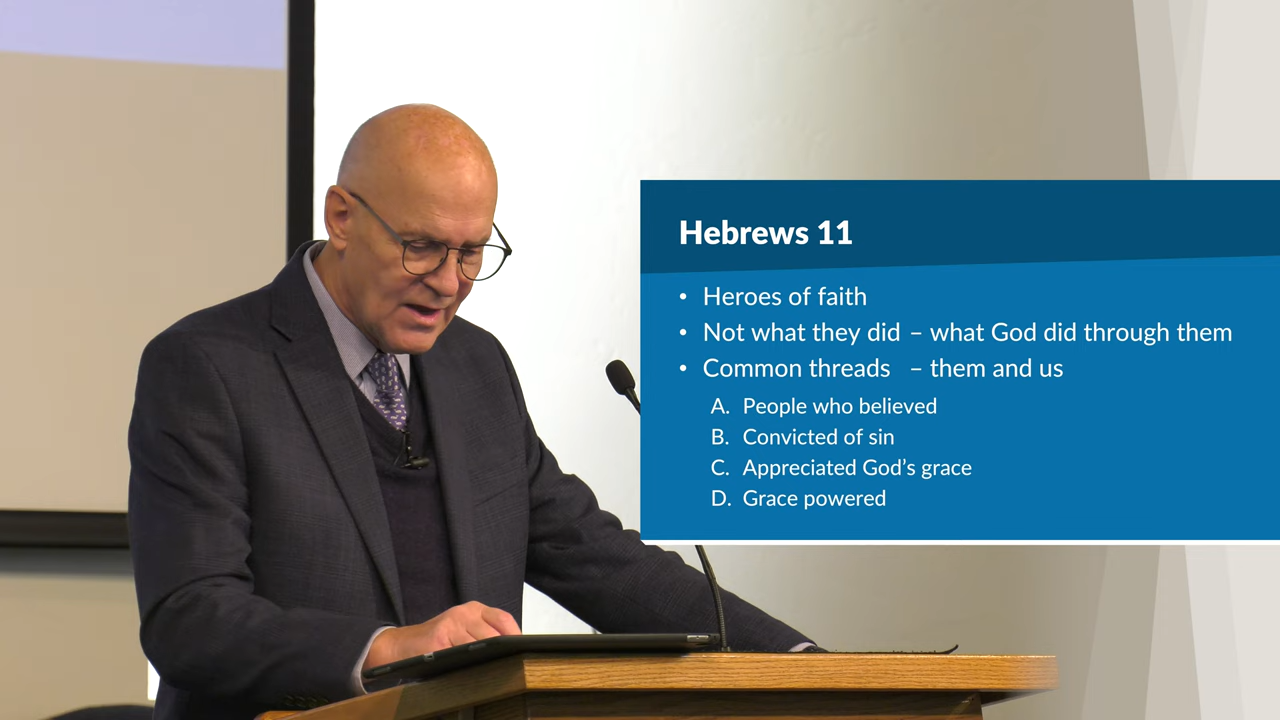 Hebrews 11
• Heroes of faith
• Not what they did – what God did through them
• Common threads – them and us
A. People who believed
B. Convicted of sin
C. Appreciated God's grace
D. Grace powered